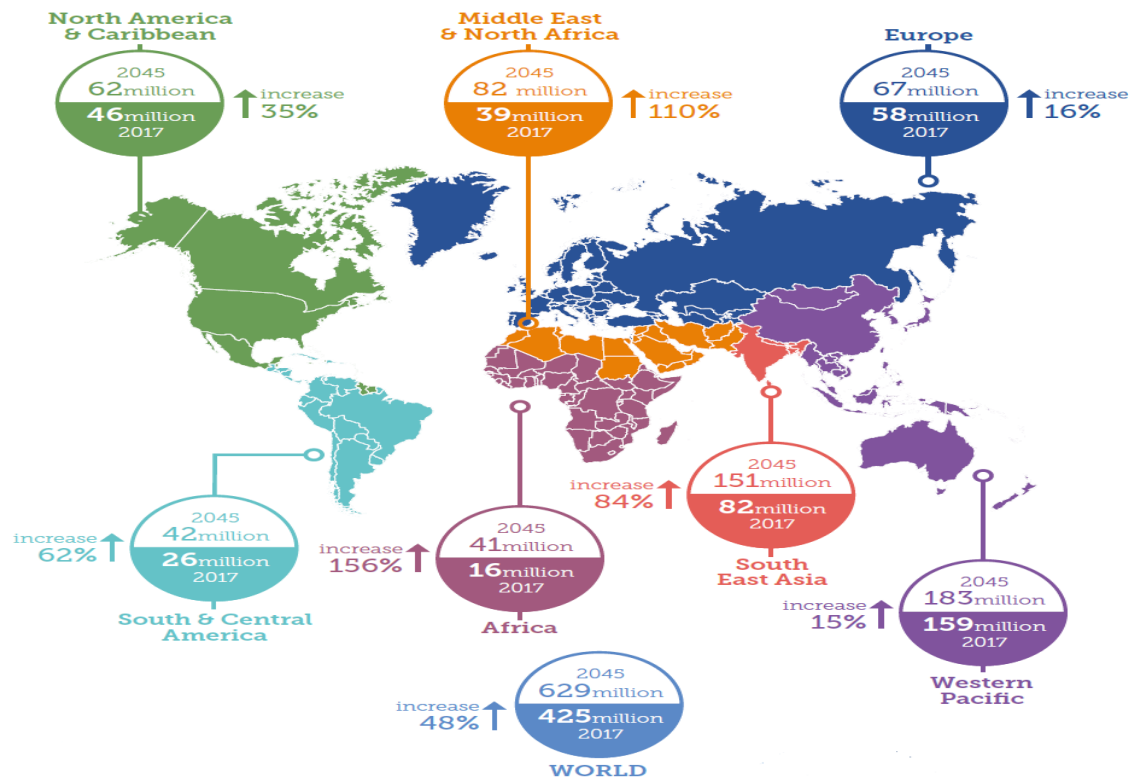 North America
& Caribbean
2045
62million
46million
2017
increase
35%
Middle East
& North Africa
2045
82 million
39million
2017
increase
110%
Europe
2045
67million
58million
2017
increase
16%
2045
42million
26million
2017
increase
62%
South & Central
America
2045
41million
16million
2017
increase
156%
Africa
2045
151million
82million
2017
increase
84%
South
East Asia
2045
183million
159million
2017
increase
15%
Western
Pacific
2045
629million
425million
2017
increase
48%
WORLD